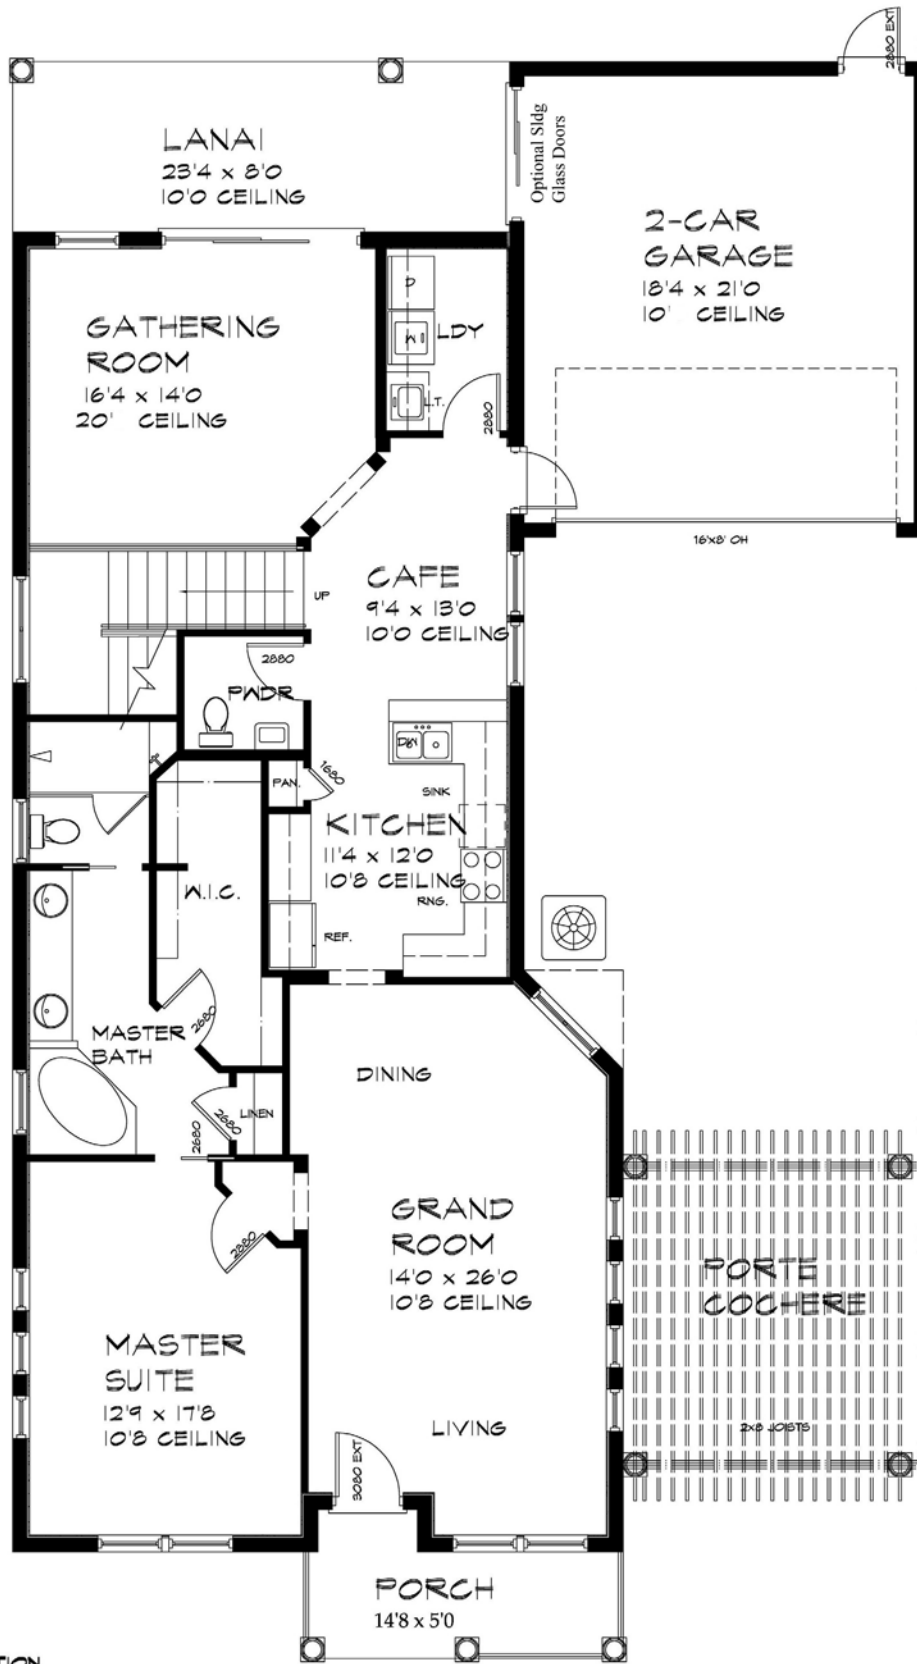 2880 EXT
LANAI
23'4 x 8'0
10'0 CEILING
Optional Sldg
Glass Doors
2-CAR
GARAGE
18'4 x 21'0
10' CEILING
D
W
LDY
L.T.
2880
GATHERING
ROOM
16'4 x 14'0
20' CEILING
16'x8' OH
CAFE
9'4 x 13'0
10'0 CEILING
UP
2880
PWDR
DW
SINK
PAN.
1680
KITCHEN
11'4 x 12'0
10'8 CEILING
RNG.
REF.
W.I.C.
2680
MASTER
BATH
DINING
LINEN
2680
2680
2880
GRAND
ROOM
14'0 x 26'0
10'8 CEILING
PORTE
COCHERE
MASTER
SUITE
12'9 x 17'8
10'8 CEILING
LIVING
2x8 JOISTS
3080 EXT
PORCH
14'8 x 5'0